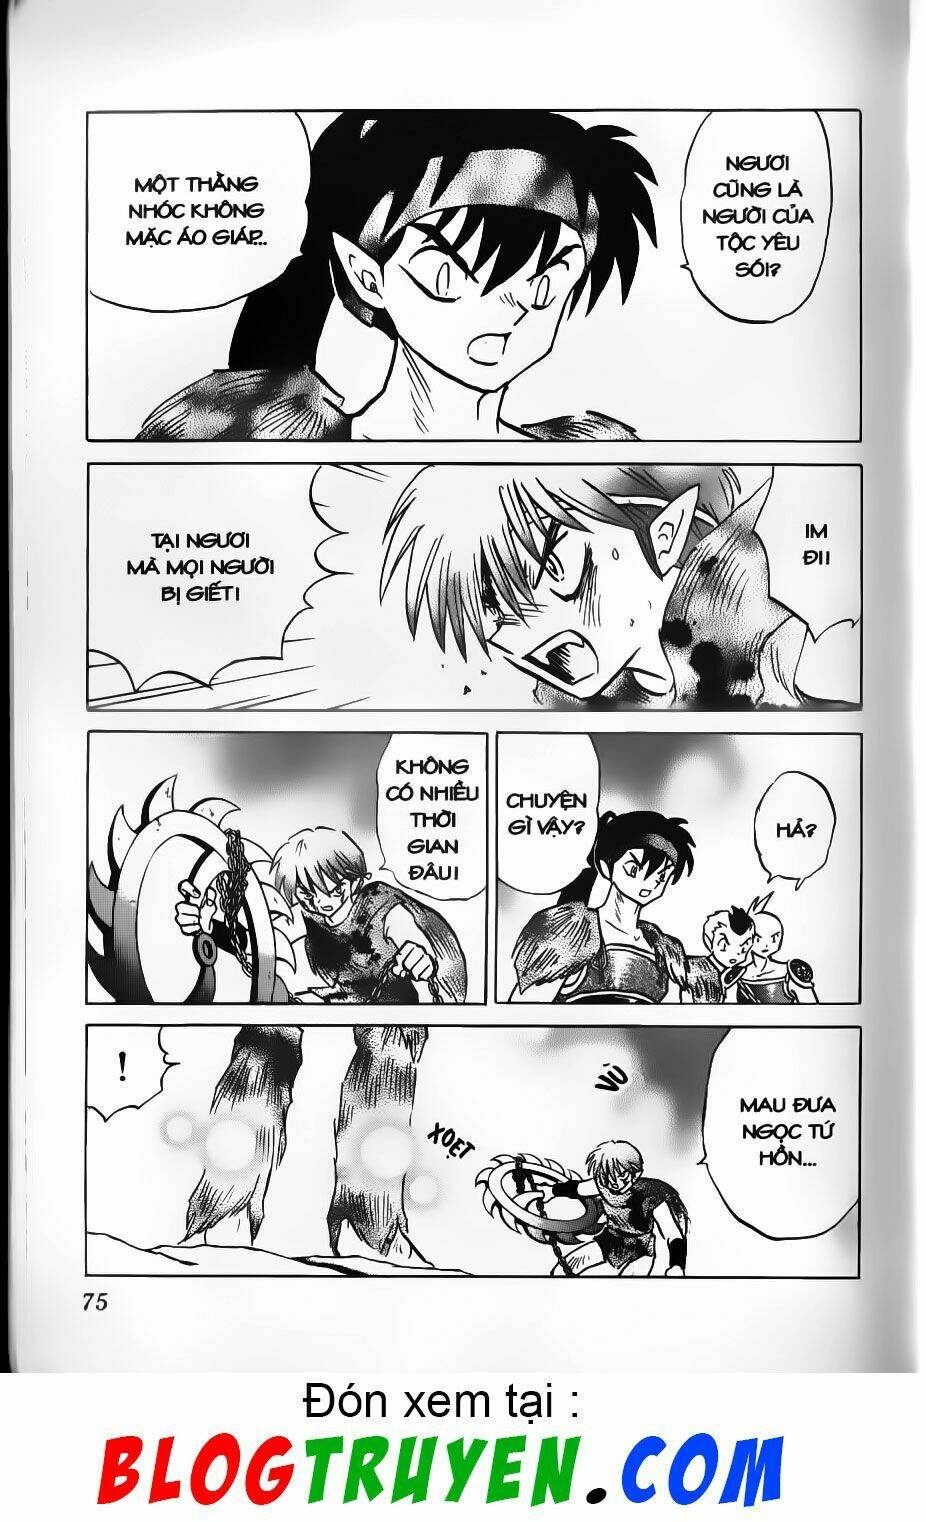 NGƯƠI
CŨNG LÀ
NGƯỜI CỦA
TỘC YÊU
SÓI?
MỘT THẰNG
NHÓC KHÔNG
MẶC ÁO GIÁP...
IM
ĐI!
TẠI NGƯƠI
MÀ MỌI NGƯỜI
BỊ GIẾT!
HẢ?
CHUYỆN
GÌ VẬY?
KHÔNG
CÓ NHIỀU
THỜI
GIAN
ĐÂU!
MAU ĐƯA
NGỌC TỨ
HỒN...
VÙ
XOẸT
!
75
Đón xem tại :
BLOGTRUYEN.COM